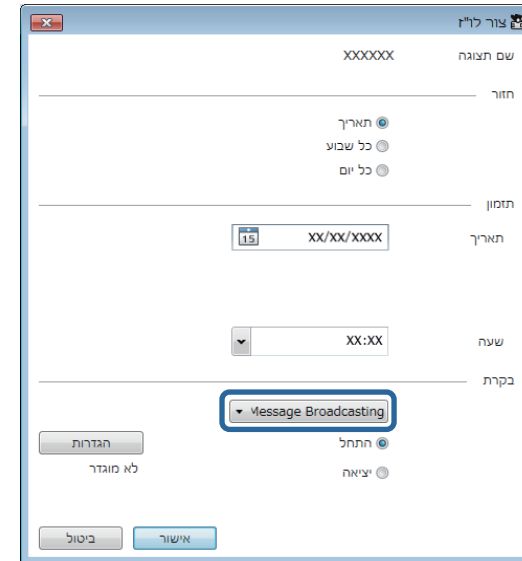 צור לו"ז
שם תצוגה XXXXXX
חזור
תאריך
כל שבוע
כל יום
תזמון
תאריך XX/XX/XXXX 15
שעה XX:XX
בקרת
Message Broadcasting
התחל הגדרות
יציאה לא מוגדר
אישור ביטול